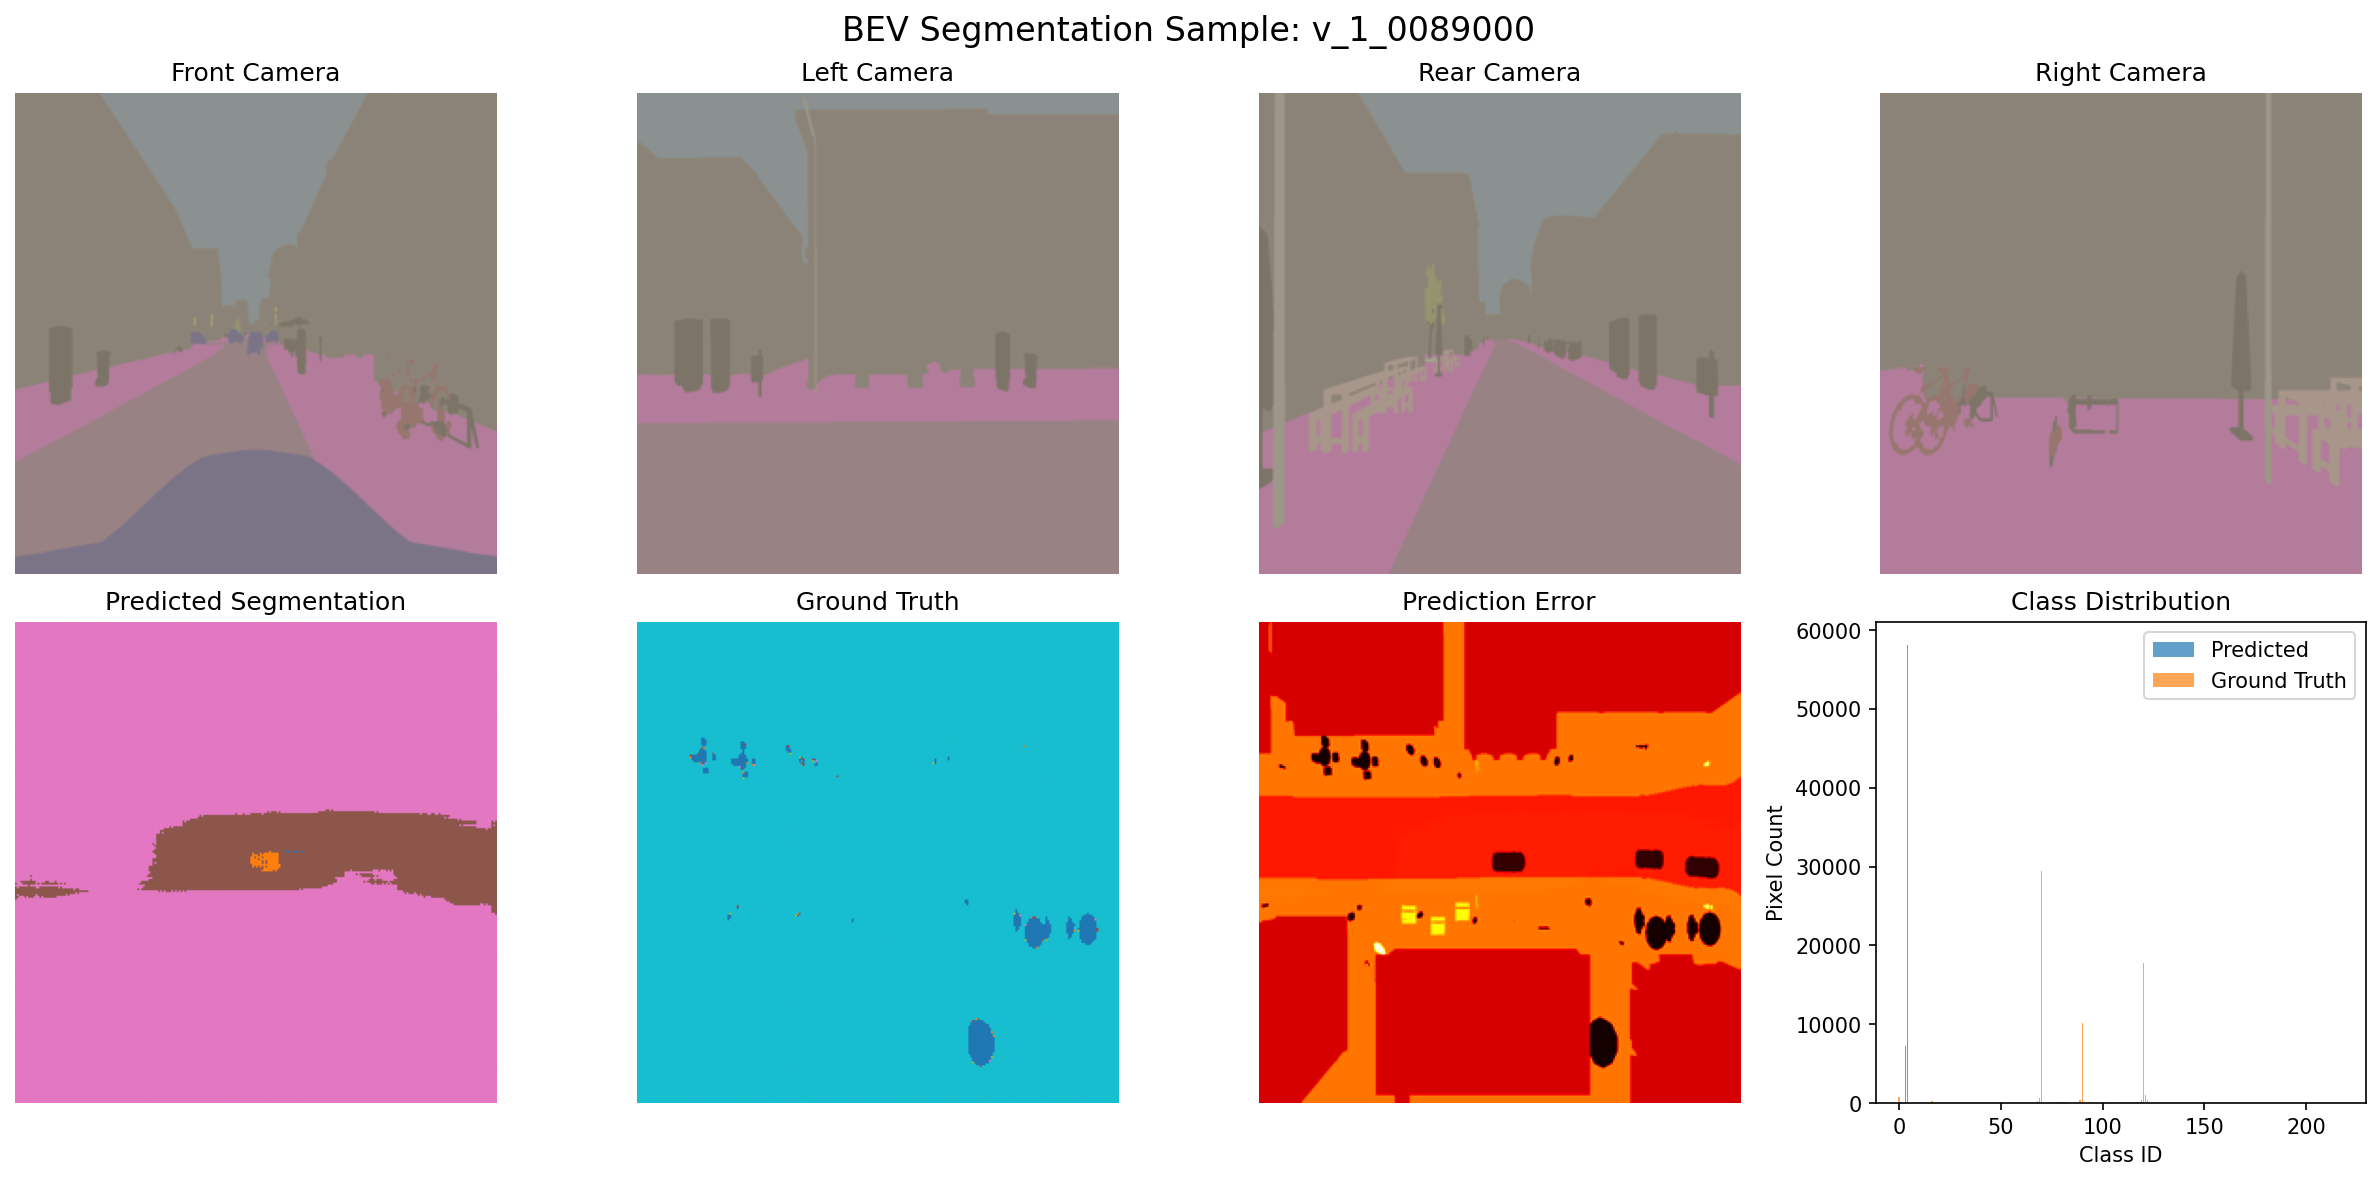 BEV Segmentation Sample: v_1_0089000
Front Camera
Left Camera
Rear Camera
Right Camera
Predicted Segmentation
Ground Truth
Prediction Error
Class Distribution
60000
50000
40000
30000
20000
10000
0
Pixel Count
Predicted
Ground Truth
0 50 100 150 200
Class ID